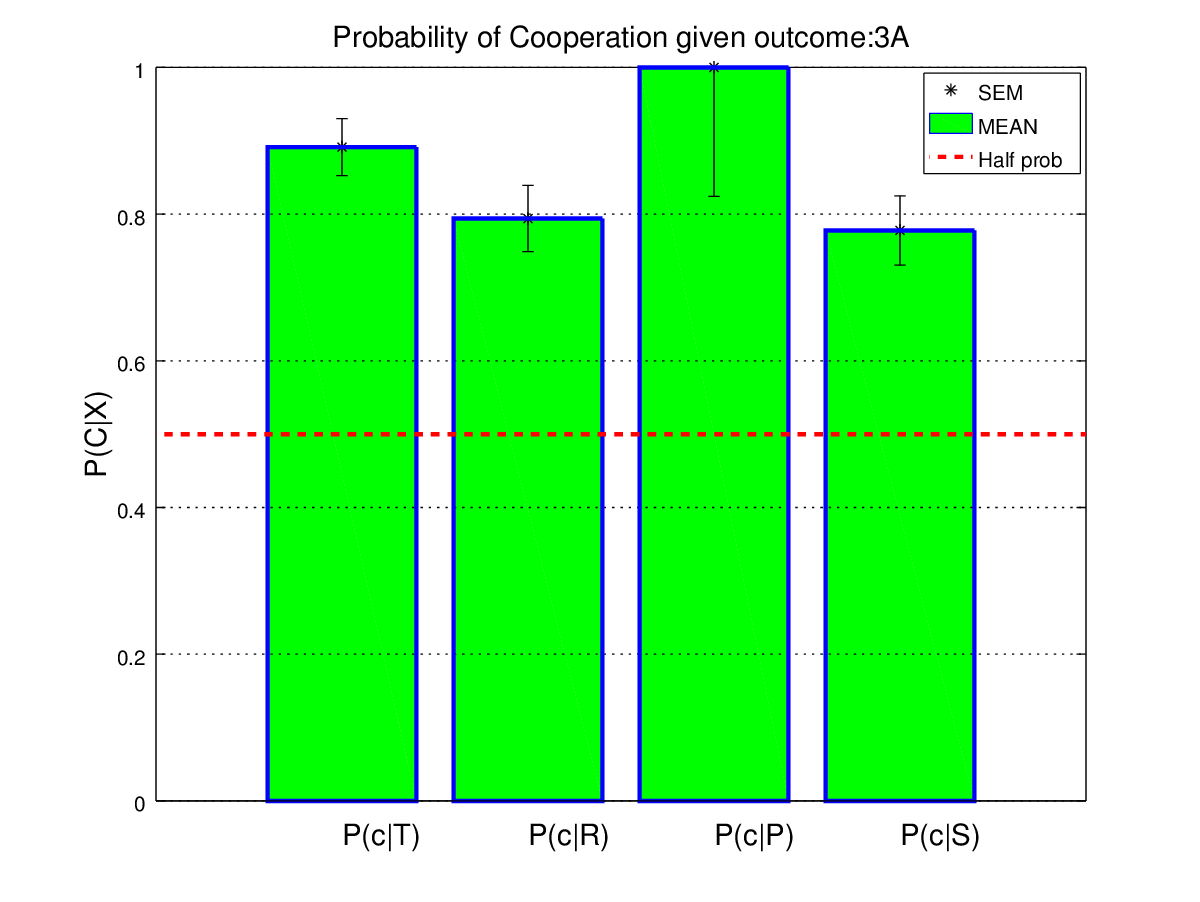 Probability of Cooperation given outcome:3A
SEM
MEAN
Half prob
P(C|X)
1
0.8
0.6
0.4
0.2
0
P(c|T)
P(c|R)
P(c|P)
P(c|S)